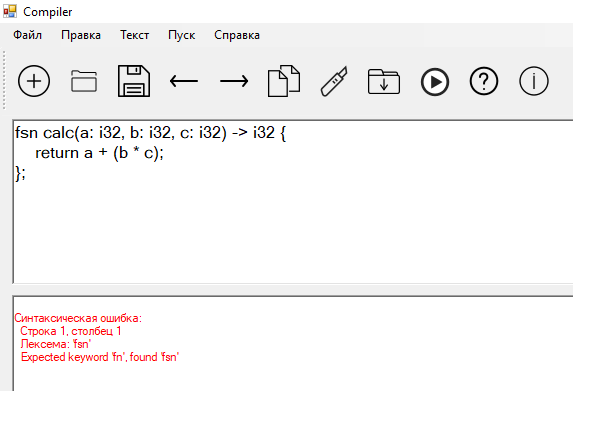 Compiler
Файл Правка Текст Пуск Справка
fsn calc(a: i32, b: i32, c: i32) -> i32 {
    return a + (b * c);
};
Синтаксическая ошибка:
  Строка 1, столбец 1
  Лексема: 'fsn'
  Expected keyword 'fn', found 'fsn'